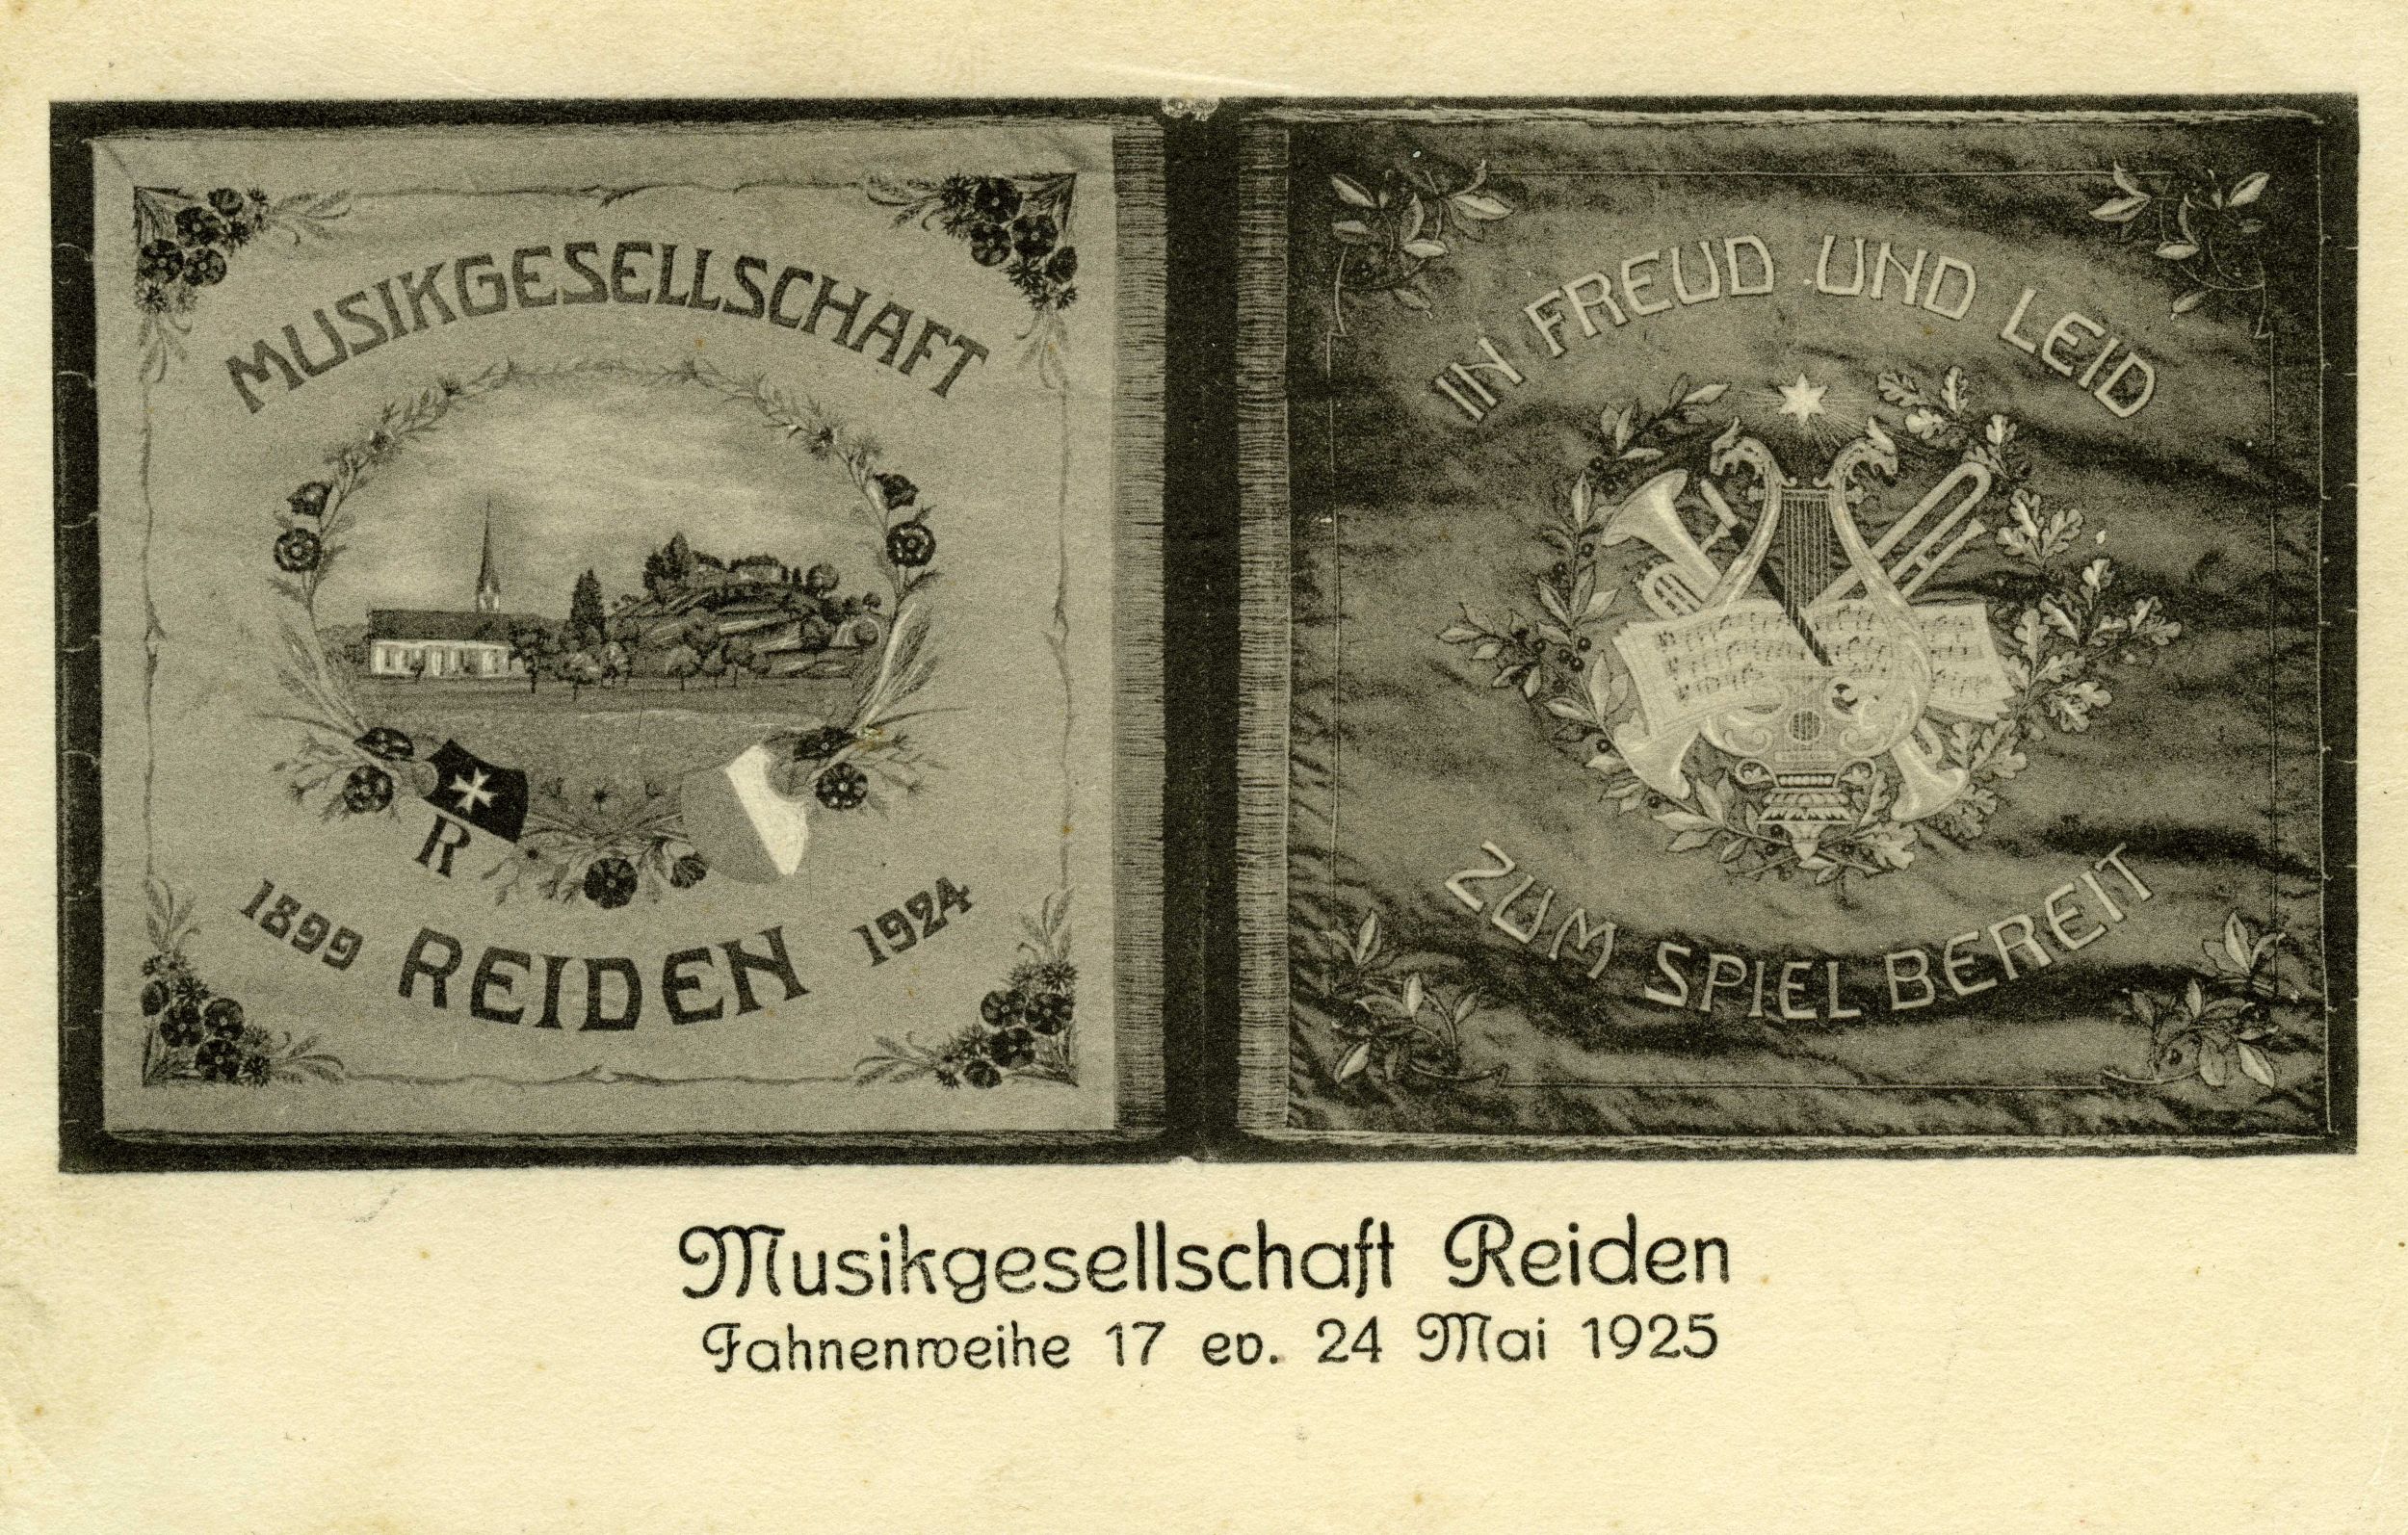 MUSIKGESELLSCHAFT
R
1899 REIDEN 1924
IN FREUD UND LEID
ZUM SPIEL BEREIT
Musikgesellschaft Reiden
Fahnenweihe 17 ev. 24 Mai 1925